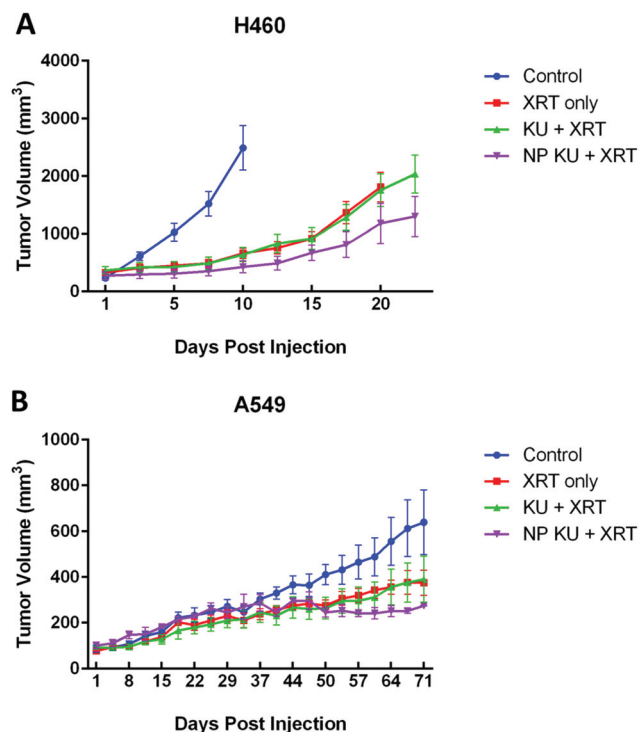 A
H460
4000
3000
2000
1000
0
Tumor Volume (mm³)
1 5 10 15 20
Days Post Injection
Control
XRT only
KU + XRT
NP KU + XRT
B
A549
1000
800
600
400
200
0
Tumor Volume (mm³)
1 8 15 22 29 37 44 50 57 64 71
Days Post Injection
Control
XRT only
KU + XRT
NP KU + XRT